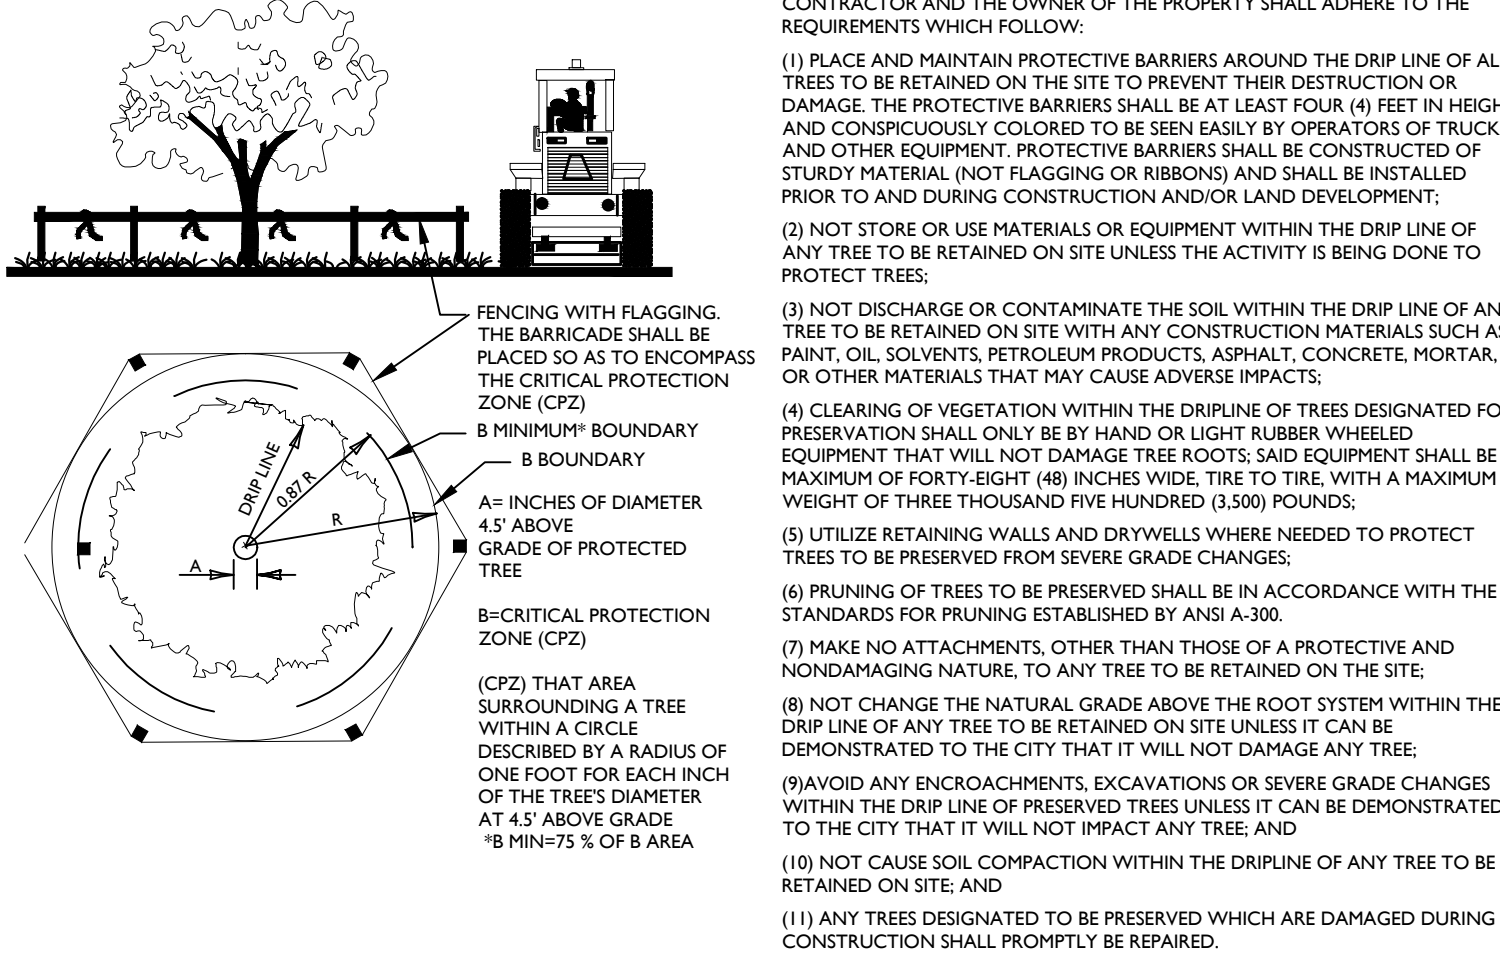 FENCING WITH FLAGGING.
THE BARRICADE SHALL BE
PLACED SO AS TO ENCOMPASS
THE CRITICAL PROTECTION
ZONE (CPZ)
B MINIMUM* BOUNDARY
B BOUNDARY
DRIP LINE
0.87 R
R
A
A= INCHES OF DIAMETER
4.5' ABOVE
GRADE OF PROTECTED
TREE
B=CRITICAL PROTECTION
ZONE (CPZ)
(CPZ) THAT AREA
SURROUNDING A TREE
WITHIN A CIRCLE
DESCRIBED BY A RADIUS OF
ONE FOOT FOR EACH INCH
OF THE TREE'S DIAMETER
AT 4.5' ABOVE GRADE
*B MIN=75 % OF B AREA
CONTRACTOR AND THE OWNER OF THE PROPERTY SHALL ADHERE TO THE
REQUIREMENTS WHICH FOLLOW:
(1) PLACE AND MAINTAIN PROTECTIVE BARRIERS AROUND THE DRIP LINE OF AL
TREES TO BE RETAINED ON THE SITE TO PREVENT THEIR DESTRUCTION OR
DAMAGE. THE PROTECTIVE BARRIERS SHALL BE AT LEAST FOUR (4) FEET IN HEIGH
AND CONSPICUOUSLY COLORED TO BE SEEN EASILY BY OPERATORS OF TRUCK
AND OTHER EQUIPMENT. PROTECTIVE BARRIERS SHALL BE CONSTRUCTED OF
STURDY MATERIAL (NOT FLAGGING OR RIBBONS) AND SHALL BE INSTALLED
PRIOR TO AND DURING CONSTRUCTION AND/OR LAND DEVELOPMENT;
(2) NOT STORE OR USE MATERIALS OR EQUIPMENT WITHIN THE DRIP LINE OF
ANY TREE TO BE RETAINED ON SITE UNLESS THE ACTIVITY IS BEING DONE TO
PROTECT TREES;
(3) NOT DISCHARGE OR CONTAMINATE THE SOIL WITHIN THE DRIP LINE OF AN
TREE TO BE RETAINED ON SITE WITH ANY CONSTRUCTION MATERIALS SUCH AS
PAINT, OIL, SOLVENTS, PETROLEUM PRODUCTS, ASPHALT, CONCRETE, MORTAR,
OR OTHER MATERIALS THAT MAY CAUSE ADVERSE IMPACTS;
(4) CLEARING OF VEGETATION WITHIN THE DRIPLINE OF TREES DESIGNATED FO
PRESERVATION SHALL ONLY BE BY HAND OR LIGHT RUBBER WHEELED
EQUIPMENT THAT WILL NOT DAMAGE TREE ROOTS; SAID EQUIPMENT SHALL BE
MAXIMUM OF FORTY-EIGHT (48) INCHES WIDE, TIRE TO TIRE, WITH A MAXIMUM
WEIGHT OF THREE THOUSAND FIVE HUNDRED (3,500) POUNDS;
(5) UTILIZE RETAINING WALLS AND DRYWELLS WHERE NEEDED TO PROTECT
TREES TO BE PRESERVED FROM SEVERE GRADE CHANGES;
(6) PRUNING OF TREES TO BE PRESERVED SHALL BE IN ACCORDANCE WITH THE
STANDARDS FOR PRUNING ESTABLISHED BY ANSI A-300.
(7) MAKE NO ATTACHMENTS, OTHER THAN THOSE OF A PROTECTIVE AND
NONDAMAGING NATURE, TO ANY TREE TO BE RETAINED ON THE SITE;
(8) NOT CHANGE THE NATURAL GRADE ABOVE THE ROOT SYSTEM WITHIN THE
DRIP LINE OF ANY TREE TO BE RETAINED ON SITE UNLESS IT CAN BE
DEMONSTRATED TO THE CITY THAT IT WILL NOT DAMAGE ANY TREE;
(9)AVOID ANY ENCROACHMENTS, EXCAVATIONS OR SEVERE GRADE CHANGES
WITHIN THE DRIP LINE OF PRESERVED TREES UNLESS IT CAN BE DEMONSTRATED
TO THE CITY THAT IT WILL NOT IMPACT ANY TREE; AND
(10) NOT CAUSE SOIL COMPACTION WITHIN THE DRIPLINE OF ANY TREE TO BE
RETAINED ON SITE; AND
(11) ANY TREES DESIGNATED TO BE PRESERVED WHICH ARE DAMAGED DURING
CONSTRUCTION SHALL PROMPTLY BE REPAIRED.